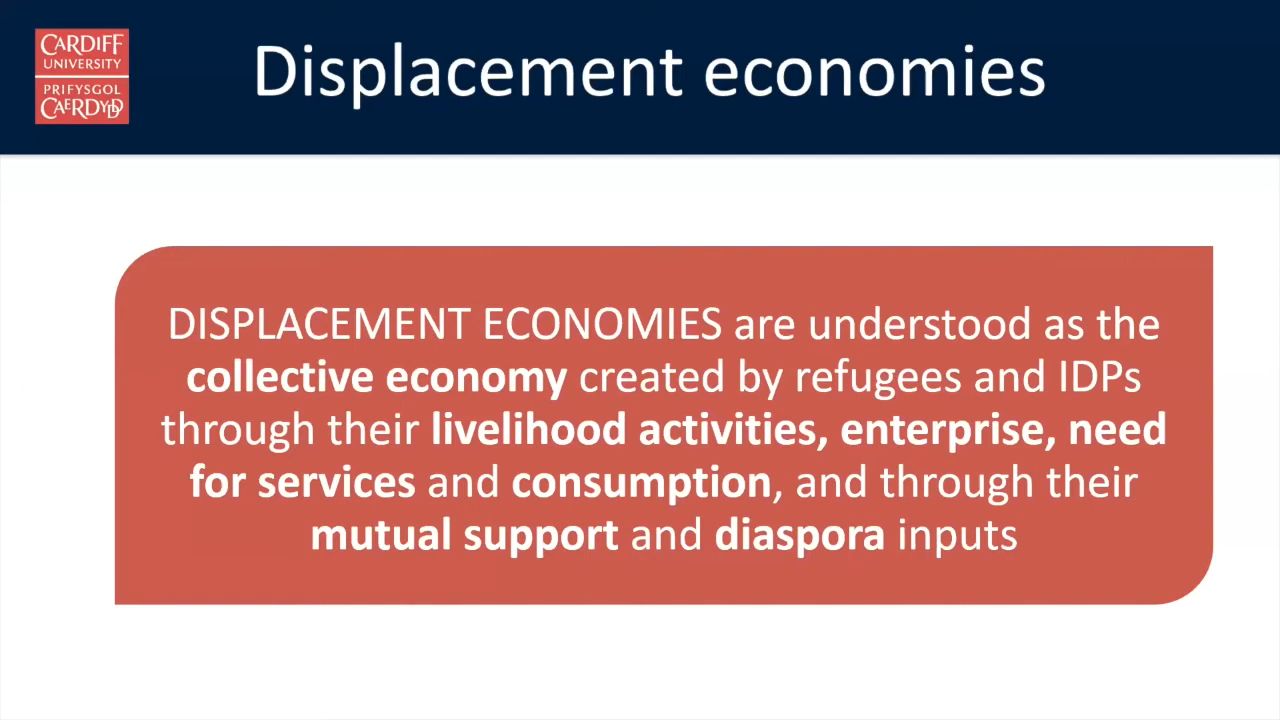 CARDIFF
UNIVERSITY
PRIFYSGOL
CAERDYDD
Displacement economies
DISPLACEMENT ECONOMIES are understood as the
collective economy created by refugees and IDPs
through their livelihood activities, enterprise, need
for services and consumption, and through their
mutual support and diaspora inputs